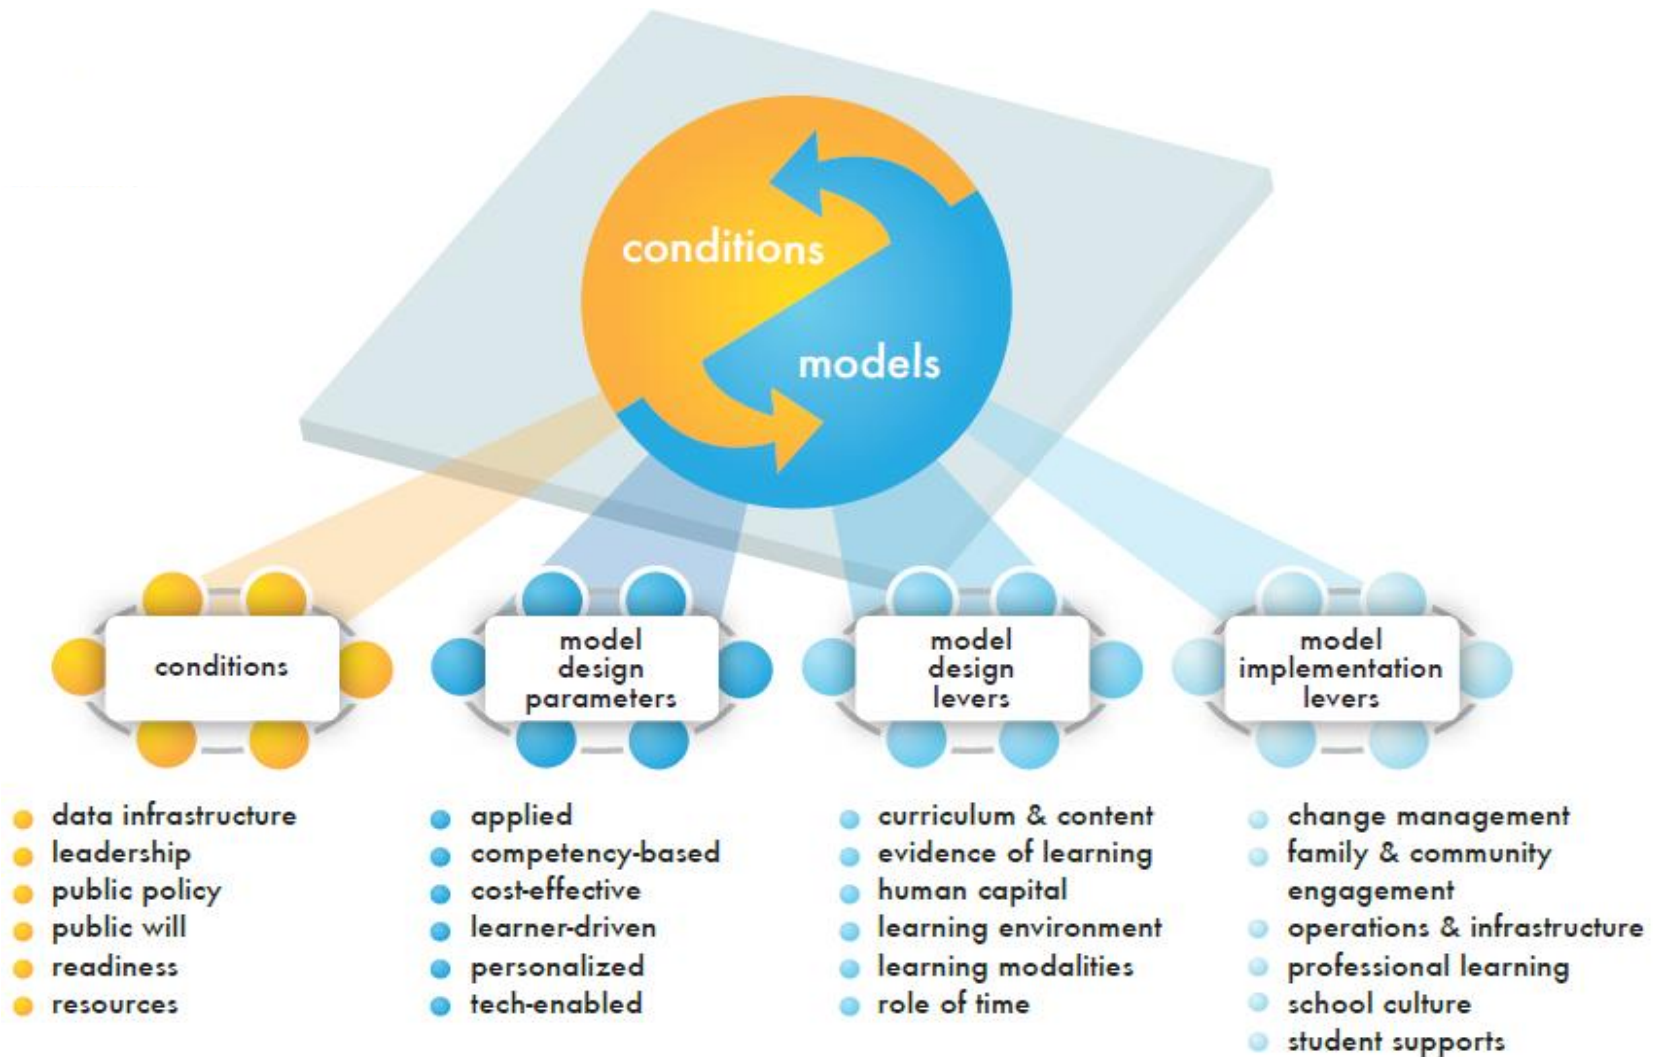 conditions
models
conditions
model
design
parameters
model
design
levers
model
implementation
levers
data infrastructure
leadership
public policy
public will
readiness
resources
applied
competency-based
cost-effective
learner-driven
personalized
tech-enabled
curriculum & content
evidence of learning
human capital
learning environment
learning modalities
role of time
change management
family & community
engagement
operations & infrastructure
professional learning
school culture
student supports